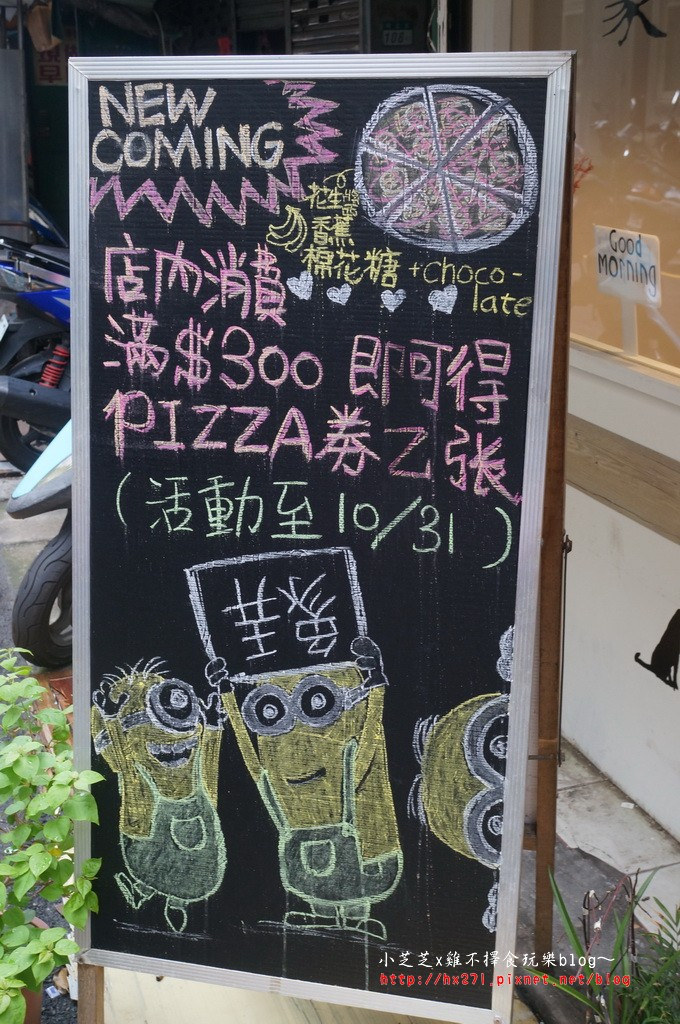 NEW
COMING
花生醬
香蕉
棉花糖 +choco-
late
店內消費
滿$300 即可得
PIZZA券乙張
(活動至10/31)
Good
MORNING
小芝芝x雞不擇食玩樂blog～
http://hx271.pixnet.net/blog